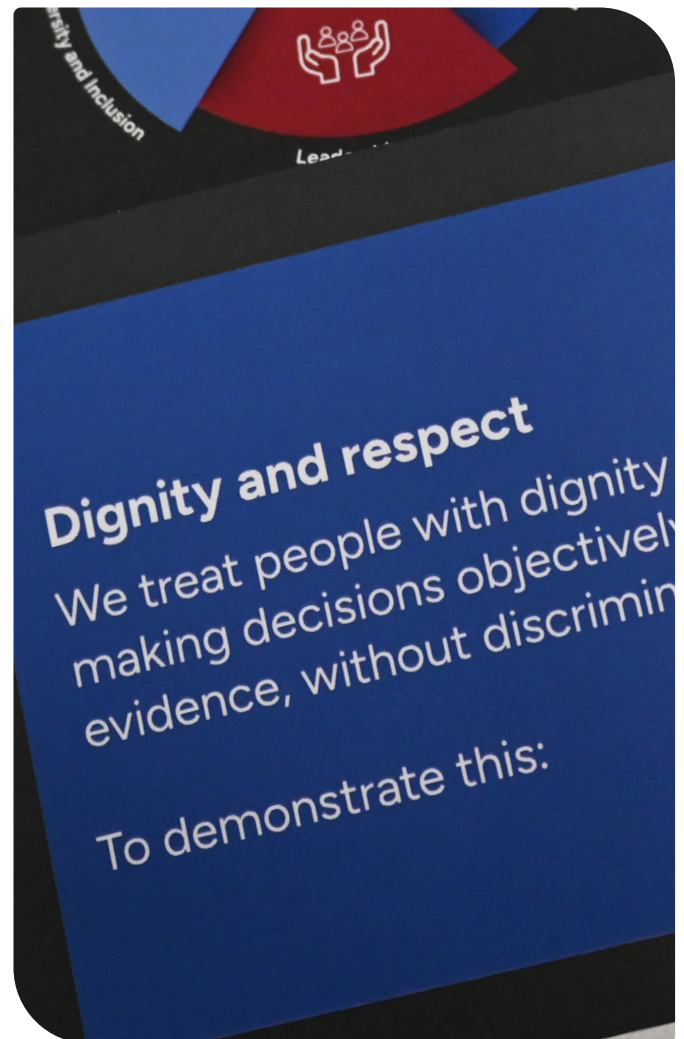 and Inclusion
Dignity and respect
We treat people with dignity
making decisions
evidence, without
To demonstrate this: